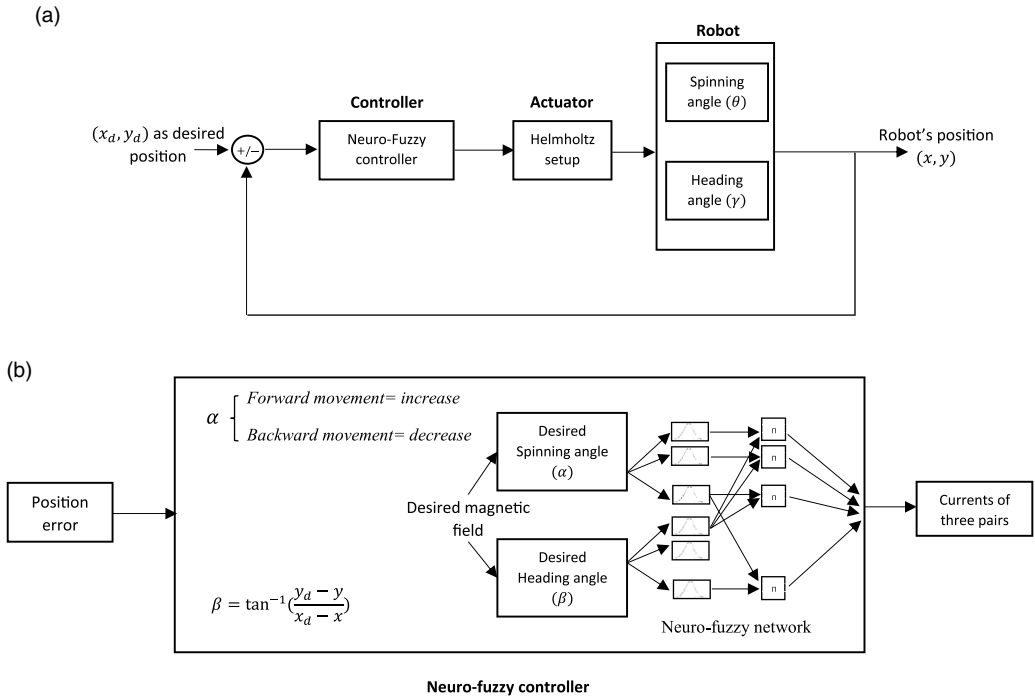 (a)
Robot
Spinning
angle (θ)
Controller
Actuator
(x_d, y_d) as desired
position
+/−
Neuro-Fuzzy
controller
Helmholtz
setup
Robot's position
(x, y)
Heading
angle (γ)
(b)
α { Forward movement= increase
Backward movement= decrease
Desired
Spinning angle
(α)
Position
error
Desired magnetic
field
Desired
Heading angle
(β)
β = tan⁻¹((y_d − y)/(x_d − x))
Π
Π
Π
Π
Neuro-fuzzy network
Currents of
three pairs
Neuro-fuzzy controller